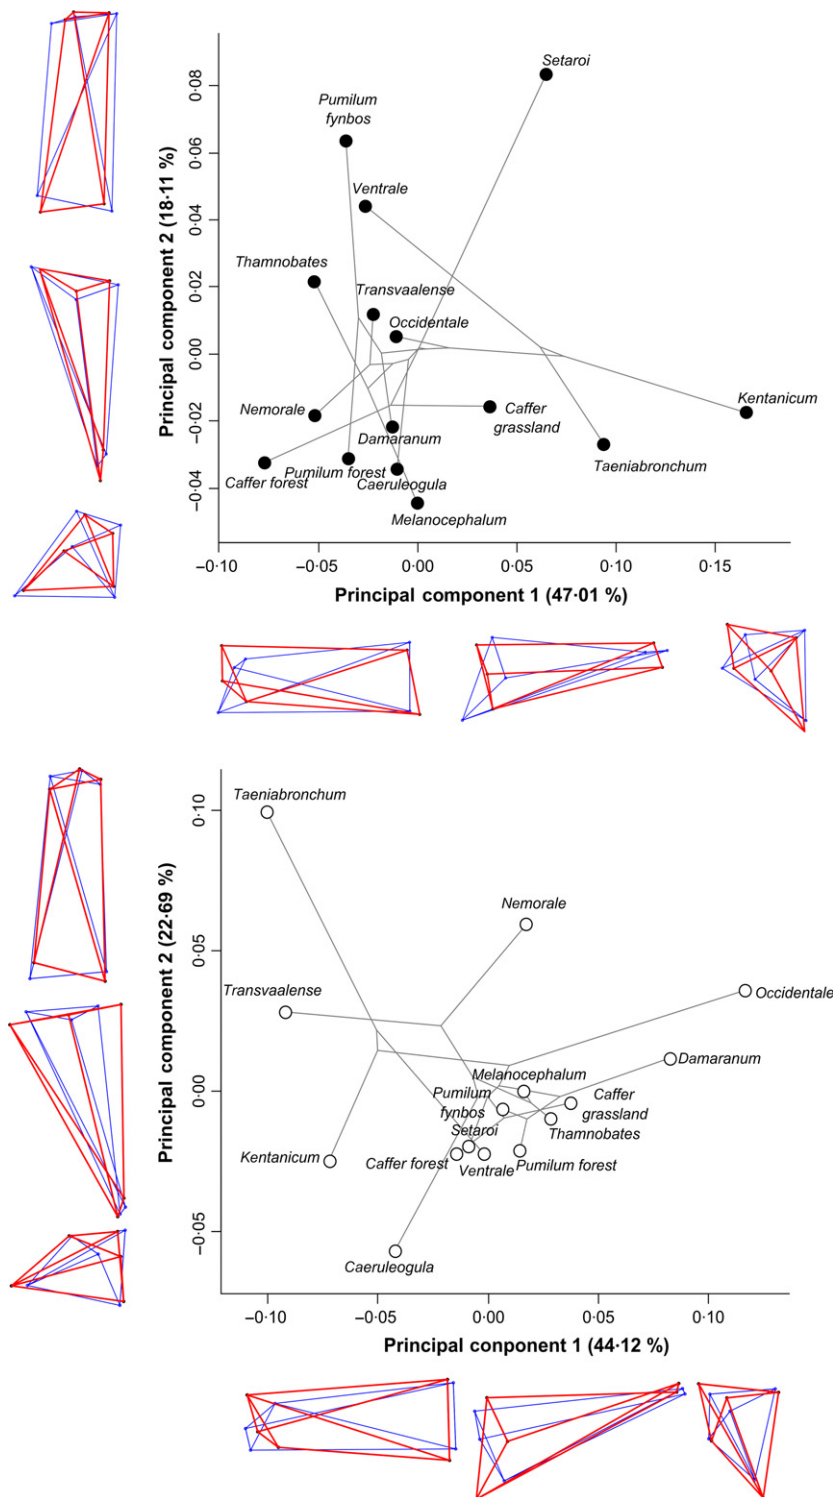 Setaroi
Pumilum
fynbos
Ventrale
Thamnobates
Transvaalense
Occidentale
Nemorale
Caffer
grassland
Kentanicum
Damaranum
Taeniabronchum
Caffer forest
Pumilum forest
Caeruleogula
Melanocephalum
0·08
0·06
0·04
0·02
0·00
−0·02
−0·04
Principal component 2 (18·11 %)
−0·10
−0·05
0·00
0·05
0·10
0·15
Principal component 1 (47·01 %)
Taeniabronchum
Nemorale
Transvaalense
Occidentale
Damaranum
Melanocephalum
Pumilum
fynbos
Caffer
grassland
Setaroi
Thamnobates
Kentanicum
Caffer forest
Ventrale
Pumilum forest
Caeruleogula
0·10
0·05
0·00
−0·05
Principal component 2 (22·69 %)
−0·10
−0·05
0·00
0·05
0·10
Principal conponent 1 (44·12 %)